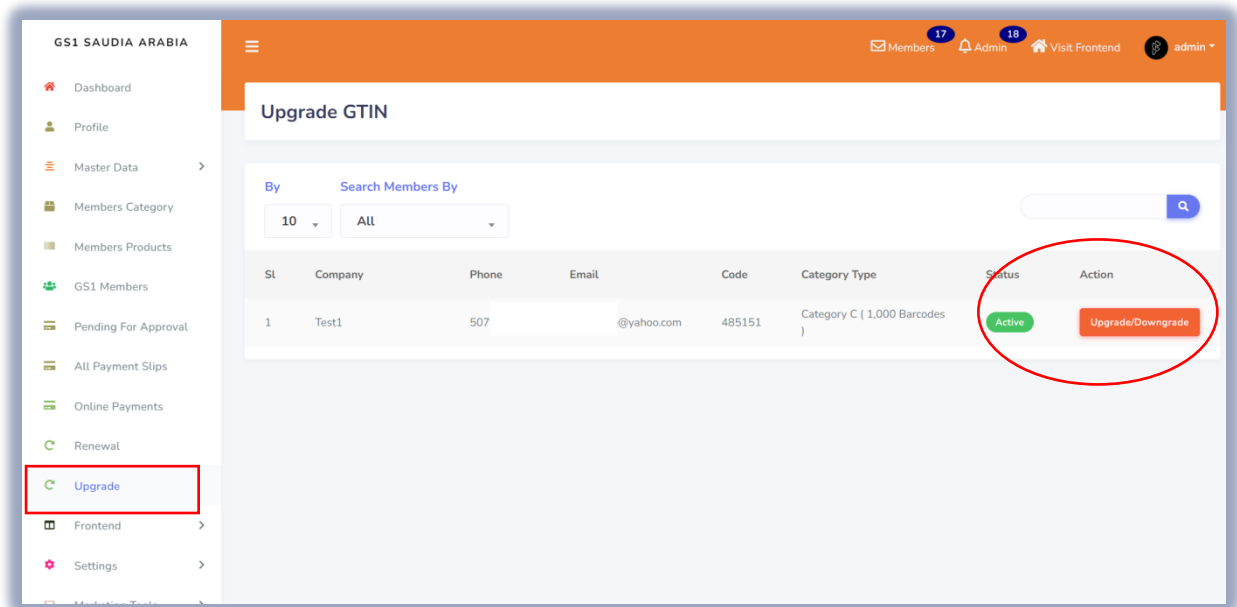 GS1 SAUDIA ARABIA
17
Members
18
Admin
Visit Frontend
admin
Dashboard
Profile
Master Data
Members Category
Members Products
GS1 Members
Pending For Approval
All Payment Slips
Online Payments
Renewal
Upgrade
Frontend
Settings
Marketing Tools
Upgrade GTIN
By Search Members By
10 All
Sl Company Phone Email Code Category Type Status Action
1 Test1 507 @yahoo.com 485151 Category C ( 1,000 Barcodes Active Upgrade/Downgrade
)